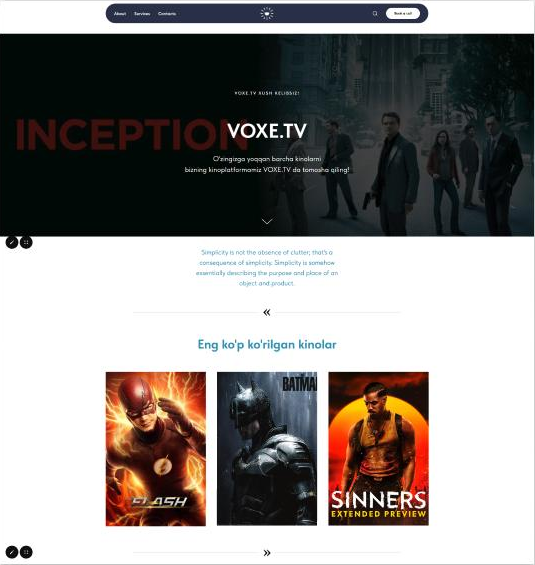 About Services Contacts
Book a call
VOXE.TV XUSH KELIBSIZ!
INCEPTION
VOXE.TV
O'zingizga yoqqan barcha kinolarni
bizning kinoplatformamiz VOXE.TV da tomosha qiling!
Simplicity is not the absence of clutter; that's a
consequence of simplicity. Simplicity is somehow
essentially describing the purpose and place of an
object and product.
Eng ko'p ko'rilgan kinolar
BATMA
FLASH
SINNERS
EXTENDED PREVIEW